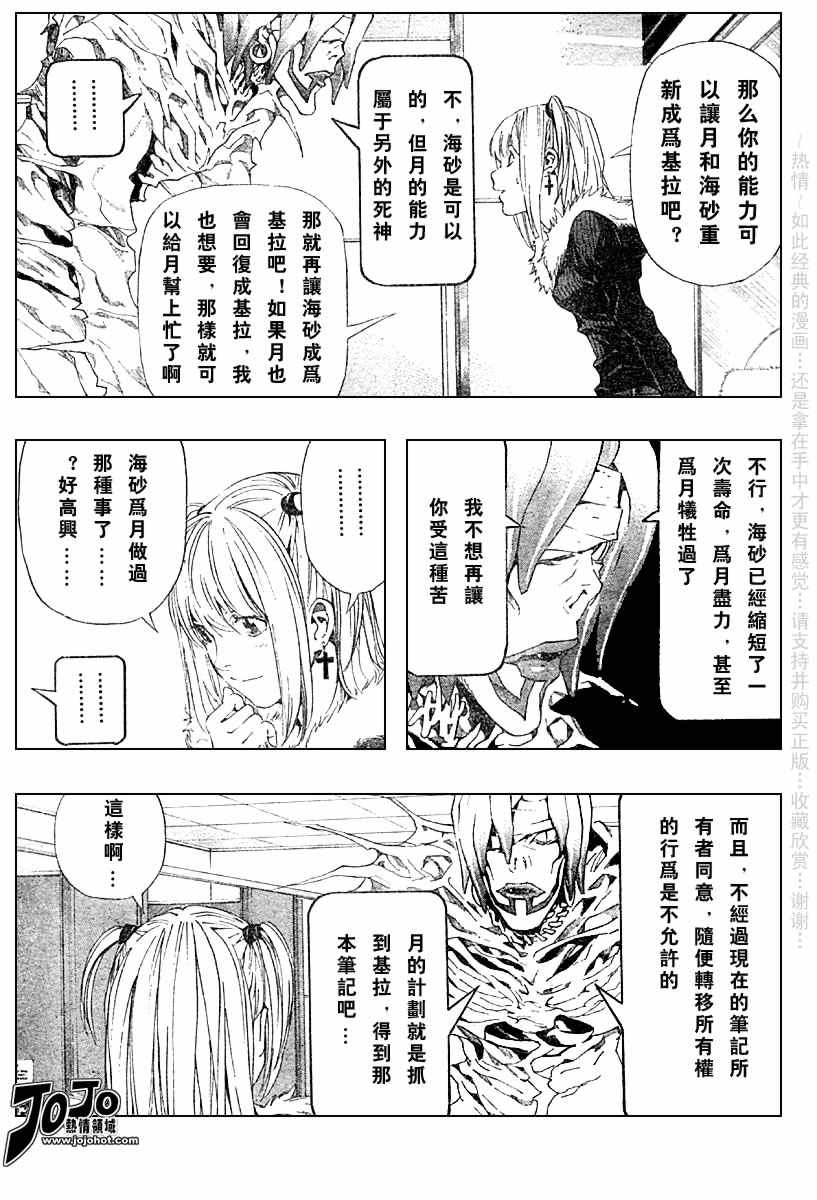 那么你的能力可
以讓月和海砂重
新成爲基拉吧？
不，海砂是可以
的，但月的能力
屬于另外的死神
那就再讓海砂成爲
基拉吧！如果月也
會回復成基拉，我
也想要，那樣就可
以給月幫上忙了啊
………
不行，海砂已經縮短了一
次壽命，爲月盡力，甚至
爲月犧牲過了
我不想再讓
你受這種苦
………
海砂爲月做過
那種事了……
？好高興……
………
而且，不經過現在的筆記所
有者同意，隨便轉移所有權
的行爲是不允許的
月的計劃就是抓
到基拉，得到那
本筆記吧…
這樣啊…
~热情~如此经典的漫画…还是拿在手中才更有感觉…请支持并购买正版…收藏欣赏…谢谢…
JOJO
熱情領域
www.jojohot.com